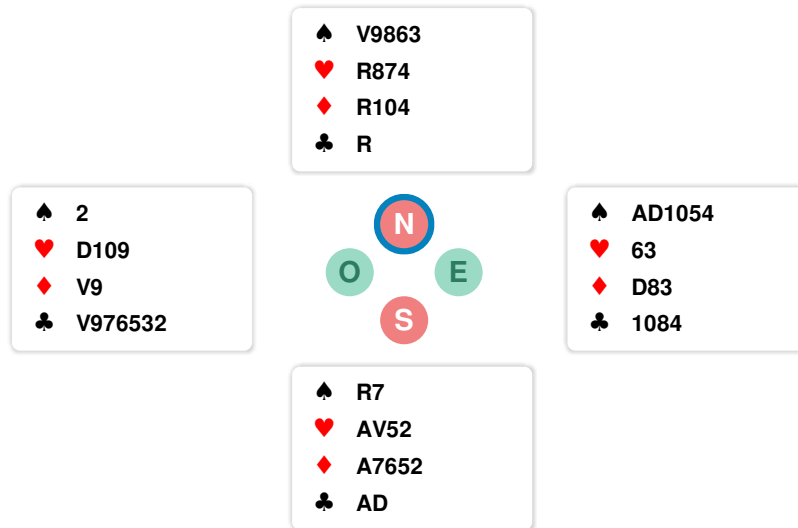 ♠ V9863
♥ R874
♦ R104
♣ R
♠ 2
♥ D109
♦ V9
♣ V976532
N
O E
S
♠ AD1054
♥ 63
♦ D83
♣ 1084
♠ R7
♥ AV52
♦ A7652
♣ AD